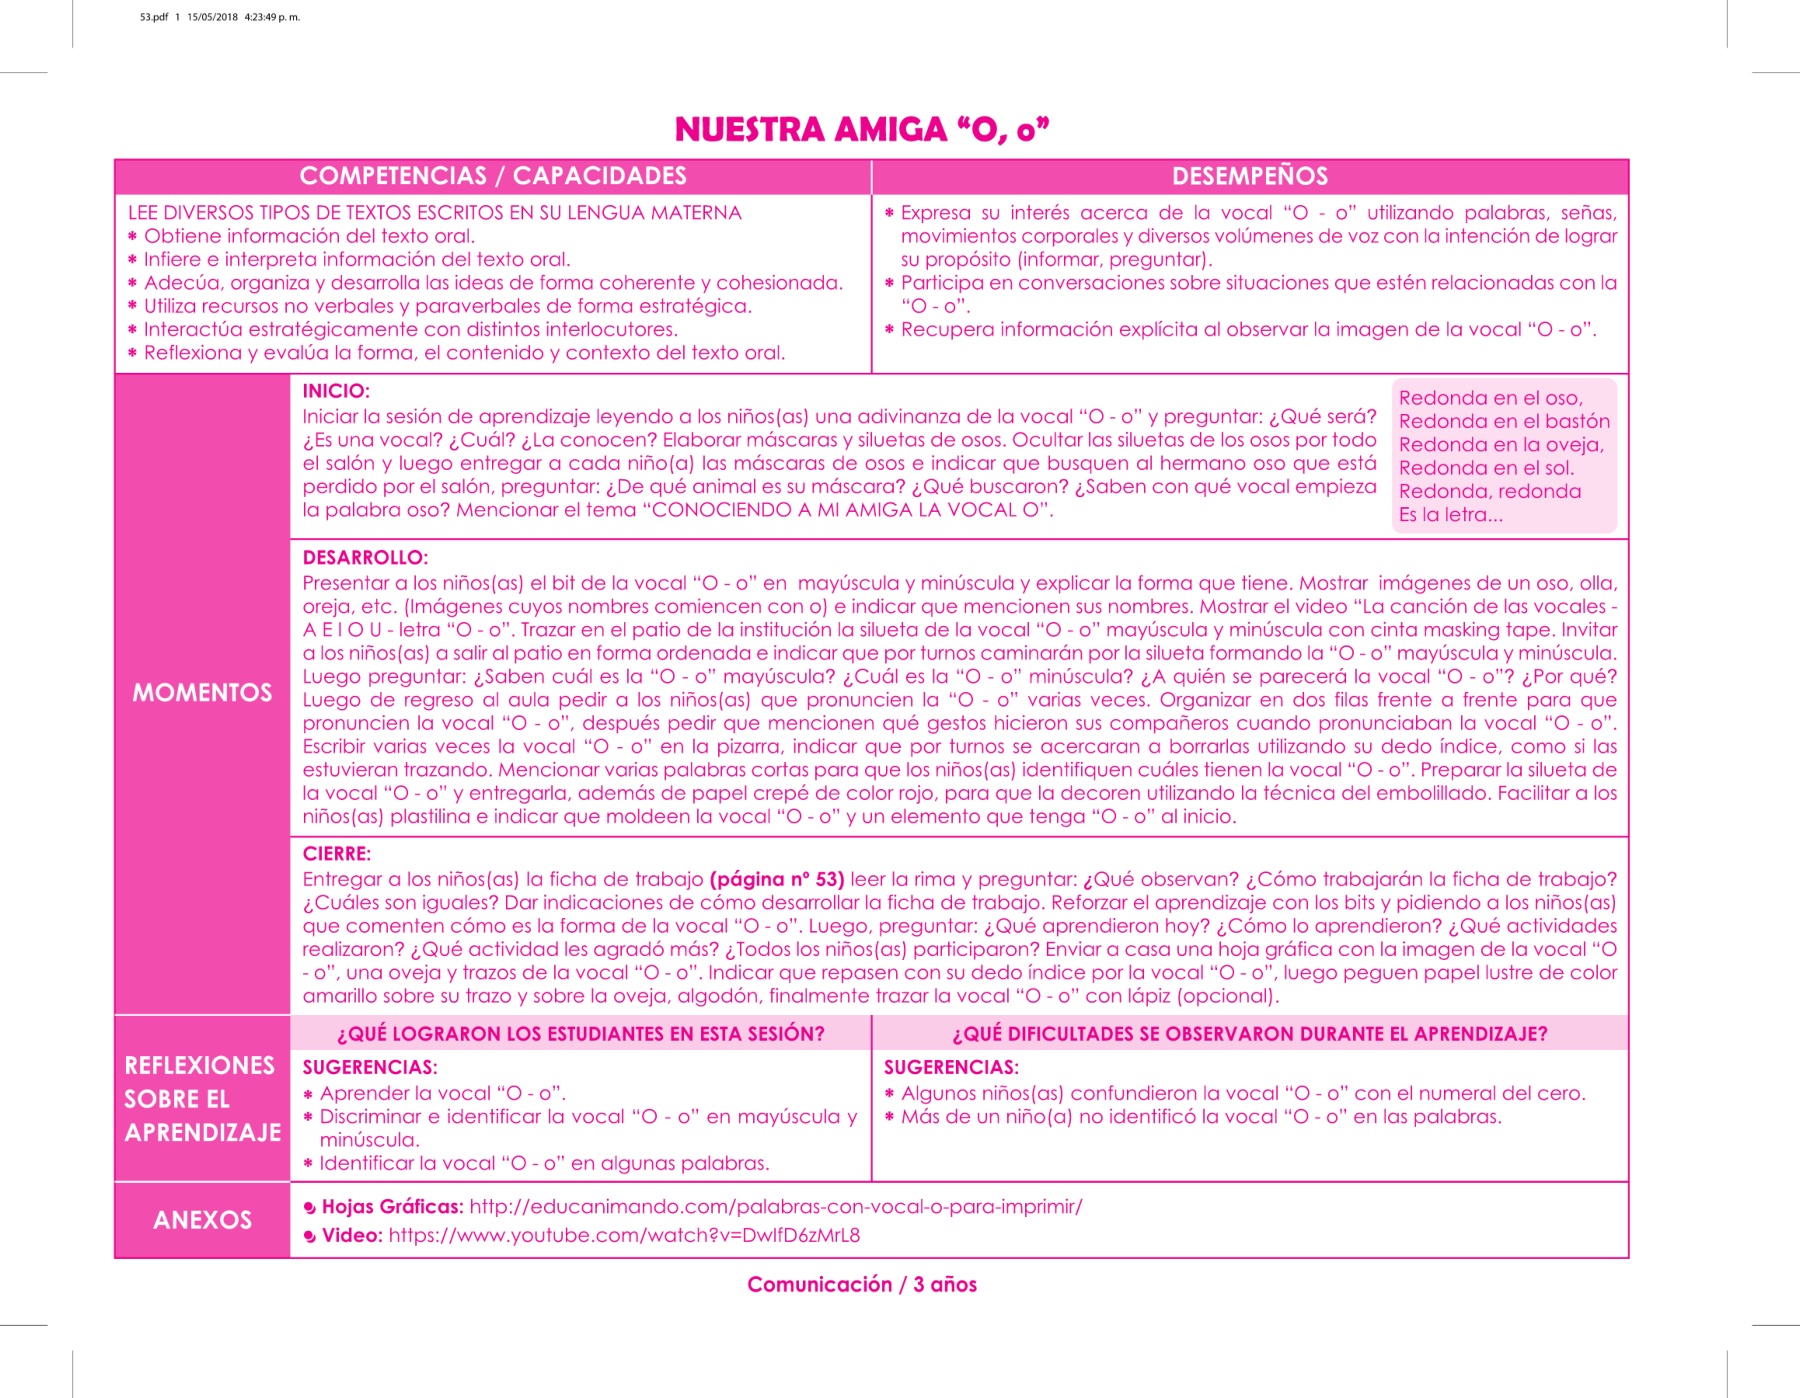 53.pdf   1   15/05/2018   4:23:49 p. m.
NUESTRA AMIGA “O, o”
COMPETENCIAS / CAPACIDADES
LEE DIVERSOS TIPOS DE TEXTOS ESCRITOS EN SU LENGUA MATERNA
* Obtiene información del texto oral.
* Infiere e interpreta información del texto oral.
* Adecúa, organiza y desarrolla las ideas de forma coherente y cohesionada.
* Utiliza recursos no verbales y paraverbales de forma estratégica.
* Interactúa estratégicamente con distintos interlocutores.
* Reflexiona y evalúa la forma, el contenido y contexto del texto oral.
DESEMPEÑOS
* Expresa su interés acerca de la vocal “O - o” utilizando palabras, señas,
movimientos corporales y diversos volúmenes de voz con la intención de lograr
su propósito (informar, preguntar).
* Participa en conversaciones sobre situaciones que estén relacionadas con la
“O - o”.
* Recupera información explícita al observar la imagen de la vocal “O - o”.
MOMENTOS
INICIO:
Iniciar la sesión de aprendizaje leyendo a los niños(as) una adivinanza de la vocal “O - o” y preguntar: ¿Qué será?
¿Es una vocal? ¿Cuál? ¿La conocen? Elaborar máscaras y siluetas de osos. Ocultar las siluetas de los osos por todo
el salón y luego entregar a cada niño(a) las máscaras de osos e indicar que busquen al hermano oso que está
perdido por el salón, preguntar: ¿De qué animal es su máscara? ¿Qué buscaron? ¿Saben con qué vocal empieza
la palabra oso? Mencionar el tema “CONOCIENDO A MI AMIGA LA VOCAL O”.
Redonda en el oso,
Redonda en el bastón
Redonda en la oveja,
Redonda en el sol.
Redonda, redonda
Es la letra...
DESARROLLO:
Presentar a los niños(as) el bit de la vocal “O - o” en  mayúscula y minúscula y explicar la forma que tiene. Mostrar  imágenes de un oso, olla,
oreja, etc. (Imágenes cuyos nombres comiencen con o) e indicar que mencionen sus nombres. Mostrar el video “La canción de las vocales -
A E I O U - letra “O - o”. Trazar en el patio de la institución la silueta de la vocal “O - o” mayúscula y minúscula con cinta masking tape. Invitar
a los niños(as) a salir al patio en forma ordenada e indicar que por turnos caminarán por la silueta formando la “O - o” mayúscula y minúscula.
Luego preguntar: ¿Saben cuál es la “O - o” mayúscula? ¿Cuál es la “O - o” minúscula? ¿A quién se parecerá la vocal “O - o”? ¿Por qué?
Luego de regreso al aula pedir a los niños(as) que pronuncien la “O - o” varias veces. Organizar en dos filas frente a frente para que
pronuncien la vocal “O - o”, después pedir que mencionen qué gestos hicieron sus compañeros cuando pronunciaban la vocal “O - o”.
Escribir varias veces la vocal “O - o” en la pizarra, indicar que por turnos se acercaran a borrarlas utilizando su dedo índice, como si las
estuvieran trazando. Mencionar varias palabras cortas para que los niños(as) identifiquen cuáles tienen la vocal “O - o”. Preparar la silueta de
la vocal “O - o” y entregarla, además de papel crepé de color rojo, para que la decoren utilizando la técnica del embolillado. Facilitar a los
niños(as) plastilina e indicar que moldeen la vocal “O - o” y un elemento que tenga “O - o” al inicio.
CIERRE:
Entregar a los niños(as) la ficha de trabajo (página nº 53) leer la rima y preguntar: ¿Qué observan? ¿Cómo trabajarán la ficha de trabajo?
¿Cuáles son iguales? Dar indicaciones de cómo desarrollar la ficha de trabajo. Reforzar el aprendizaje con los bits y pidiendo a los niños(as)
que comenten cómo es la forma de la vocal “O - o”. Luego, preguntar: ¿Qué aprendieron hoy? ¿Cómo lo aprendieron? ¿Qué actividades
realizaron? ¿Qué actividad les agradó más? ¿Todos los niños(as) participaron? Enviar a casa una hoja gráfica con la imagen de la vocal “O
- o”, una oveja y trazos de la vocal “O - o”. Indicar que repasen con su dedo índice por la vocal “O - o”, luego peguen papel lustre de color
amarillo sobre su trazo y sobre la oveja, algodón, finalmente trazar la vocal “O - o” con lápiz (opcional).
REFLEXIONES
SOBRE EL
APRENDIZAJE
¿QUÉ LOGRARON LOS ESTUDIANTES EN ESTA SESIÓN?
SUGERENCIAS:
* Aprender la vocal “O - o”.
* Discriminar e identificar la vocal “O - o” en mayúscula y
minúscula.
* Identificar la vocal “O - o” en algunas palabras.
¿QUÉ DIFICULTADES SE OBSERVARON DURANTE EL APRENDIZAJE?
SUGERENCIAS:
* Algunos niños(as) confundieron la vocal “O - o” con el numeral del cero.
* Más de un niño(a) no identificó la vocal “O - o” en las palabras.
ANEXOS
Hojas Gráficas: http://educanimando.com/palabras-con-vocal-o-para-imprimir/
Video: https://www.youtube.com/watch?v=DwIfD6zMrL8
Comunicación / 3 años